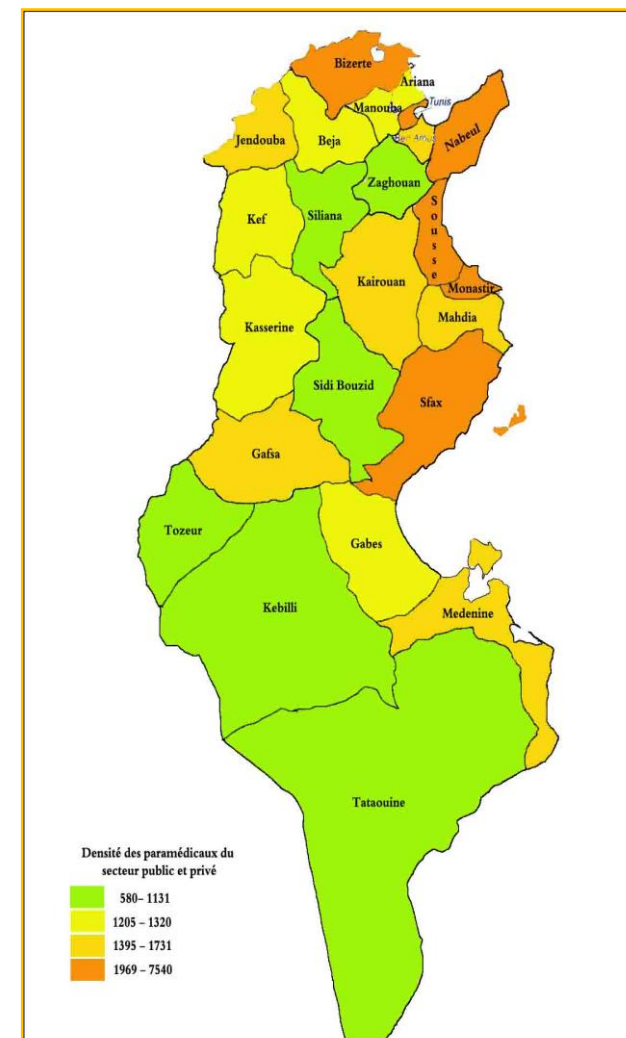 Bizerte
Ariana
Tunis
Manouba
Ben Arous
Nabeul
Jendouba
Beja
Zaghouan
Kef
Siliana
Sousse
Kairouan
Monastir
Mahdia
Kasserine
Sidi Bouzid
Sfax
Gafsa
Tozeur
Gabes
Kebilli
Medenine
Tataouine
Densité des paramédicaux du
secteur public et privé
580– 1131
1205 – 1320
1395 – 1731
1969 – 7540